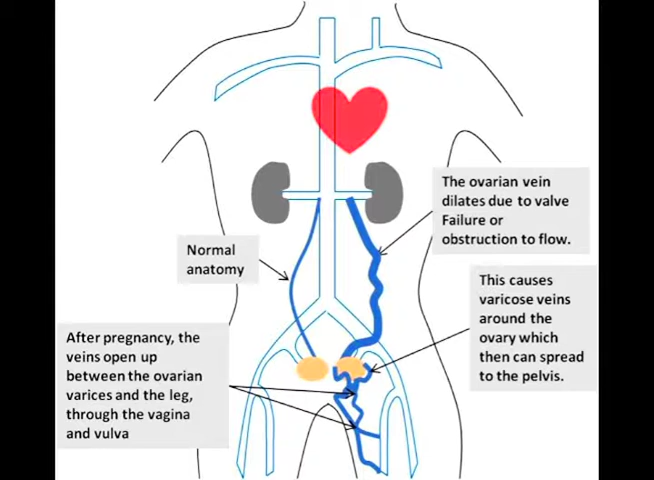 The ovarian vein
dilates due to valve
Failure or
obstruction to flow.
Normal
anatomy
This causes
varicose veins
around the
ovary which
then can spread
to the pelvis.
After pregnancy, the
veins open up
between the ovarian
varices and the leg,
through the vagina
and vulva